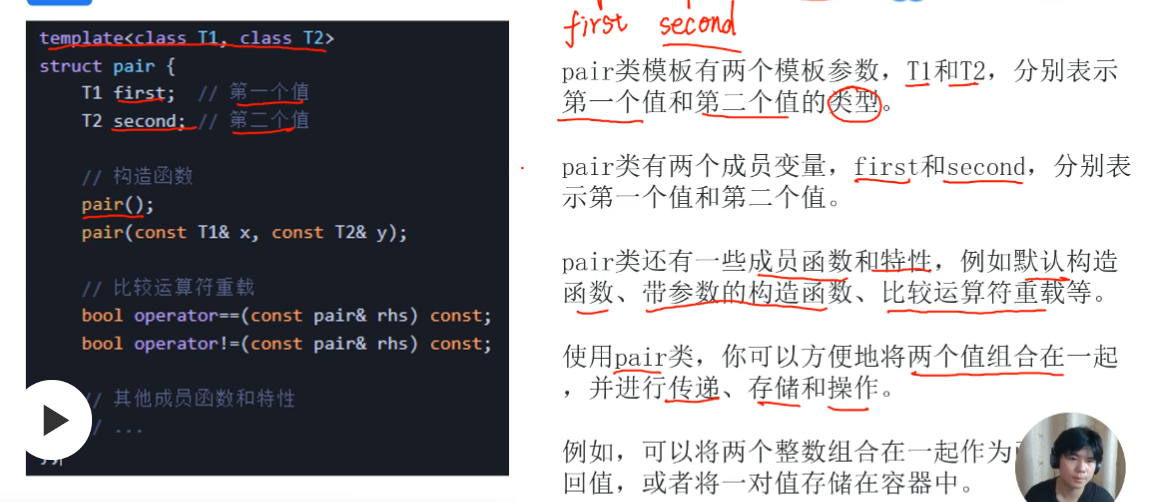 template<class T1, class T2>
struct pair {
T1 first; // 第一个值
T2 second; // 第二个值
// 构造函数
pair();
pair(const T1& x, const T2& y);
// 比较运算符重载
bool operator==(const pair& rhs) const;
bool operator!=(const pair& rhs) const;
// 其他成员函数和特性
// ...
first second
pair类模板有两个模板参数，T1和T2，分别表示
第一个值和第二个值的类型。
pair类有两个成员变量，first和second，分别表
示第一个值和第二个值。
pair类还有一些成员函数和特性，例如默认构造
函数、带参数的构造函数、比较运算符重载等。
使用pair类，你可以方便地将两个值组合在一起
，并进行传递、存储和操作。
例如，可以将两个整数组合在一起作为
回值，或者将一对值存储在容器中。